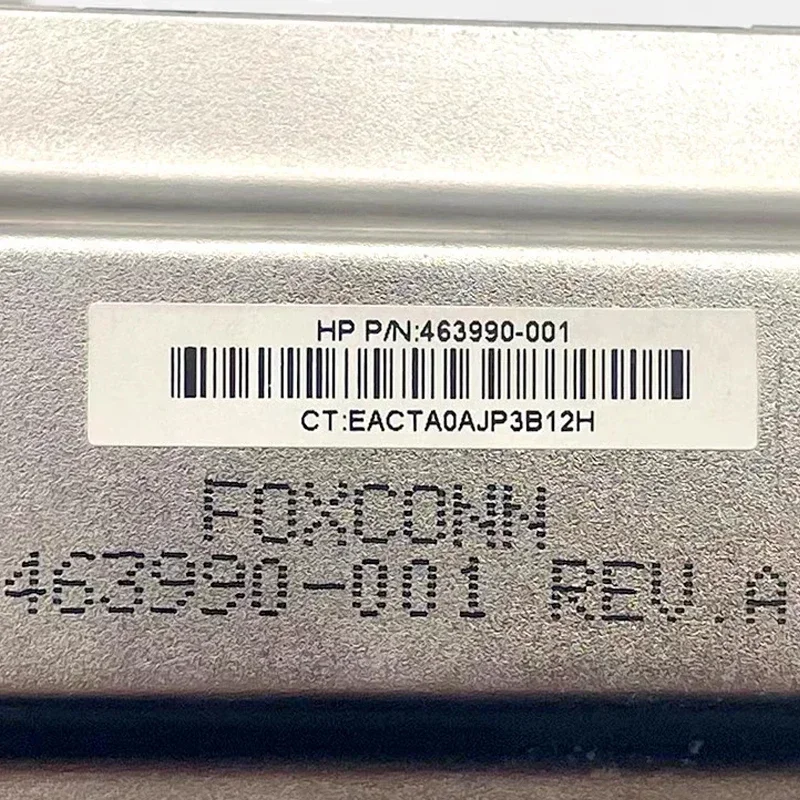 HP P/N:463990-001
CT:EACTA0AJP3B12H
FOXCONN
463990-001 REV.A